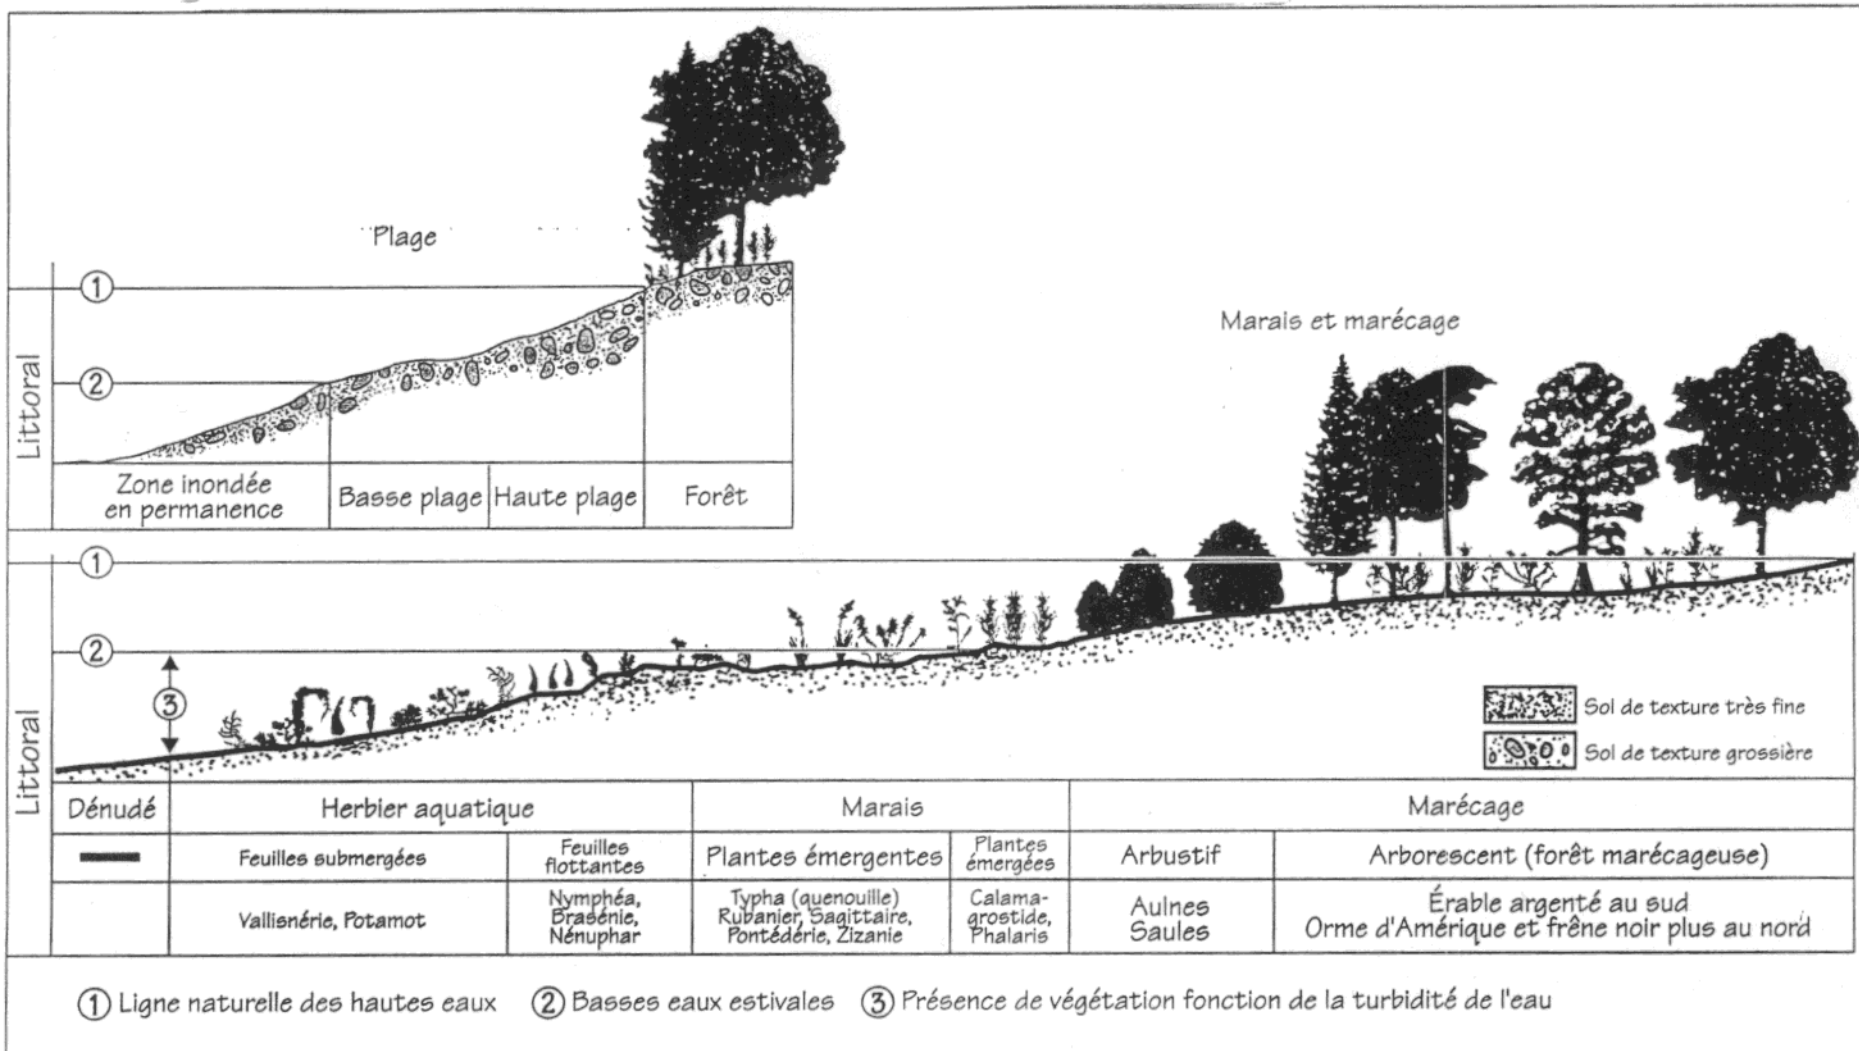 Plage
1
2
Littoral
Zone inondée
en permanence
Basse plage
Haute plage
Forêt
Marais et marécage
1
2
3
Littoral
Sol de texture très fine
Sol de texture grossière
Dénudé
Herbier aquatique
Marais
Marécage
Feuilles submergées
Feuilles
flottantes
Plantes émergentes
Plantes
émergées
Arbustif
Arborescent (forêt marécageuse)
Vallisnérie, Potamot
Nymphéa,
Brasénie,
Nénuphar
Typha (quenouille)
Rubanier, Sagittaire,
Pontédérie, Zizanie
Calama-
grostide,
Phalaris
Aulnes
Saules
Érable argenté au sud
Orme d'Amérique et frêne noir plus au nord
1 Ligne naturelle des hautes eaux 2 Basses eaux estivales 3 Présence de végétation fonction de la turbidité de l'eau